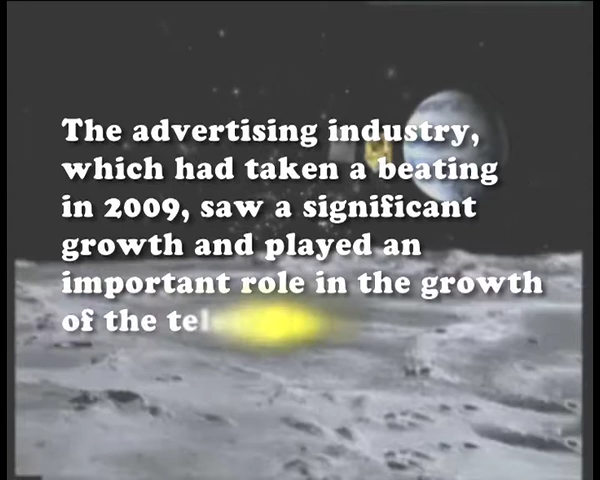 The advertising industry,
which had taken a beating
in 2009, saw a significant
growth and played an
important role in the growth
of the